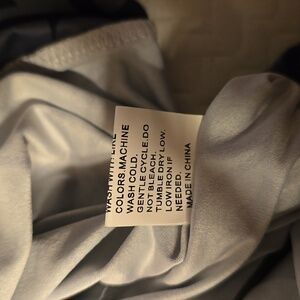 WASH WITH LIKE
COLORS.MACHINE
WASH COLD.
GENTLE CYCLE.DO
NOT BLEACH.
TUMBLE DRY LOW.
LOW IRON IF
NEEDED.
MADE IN CHINA